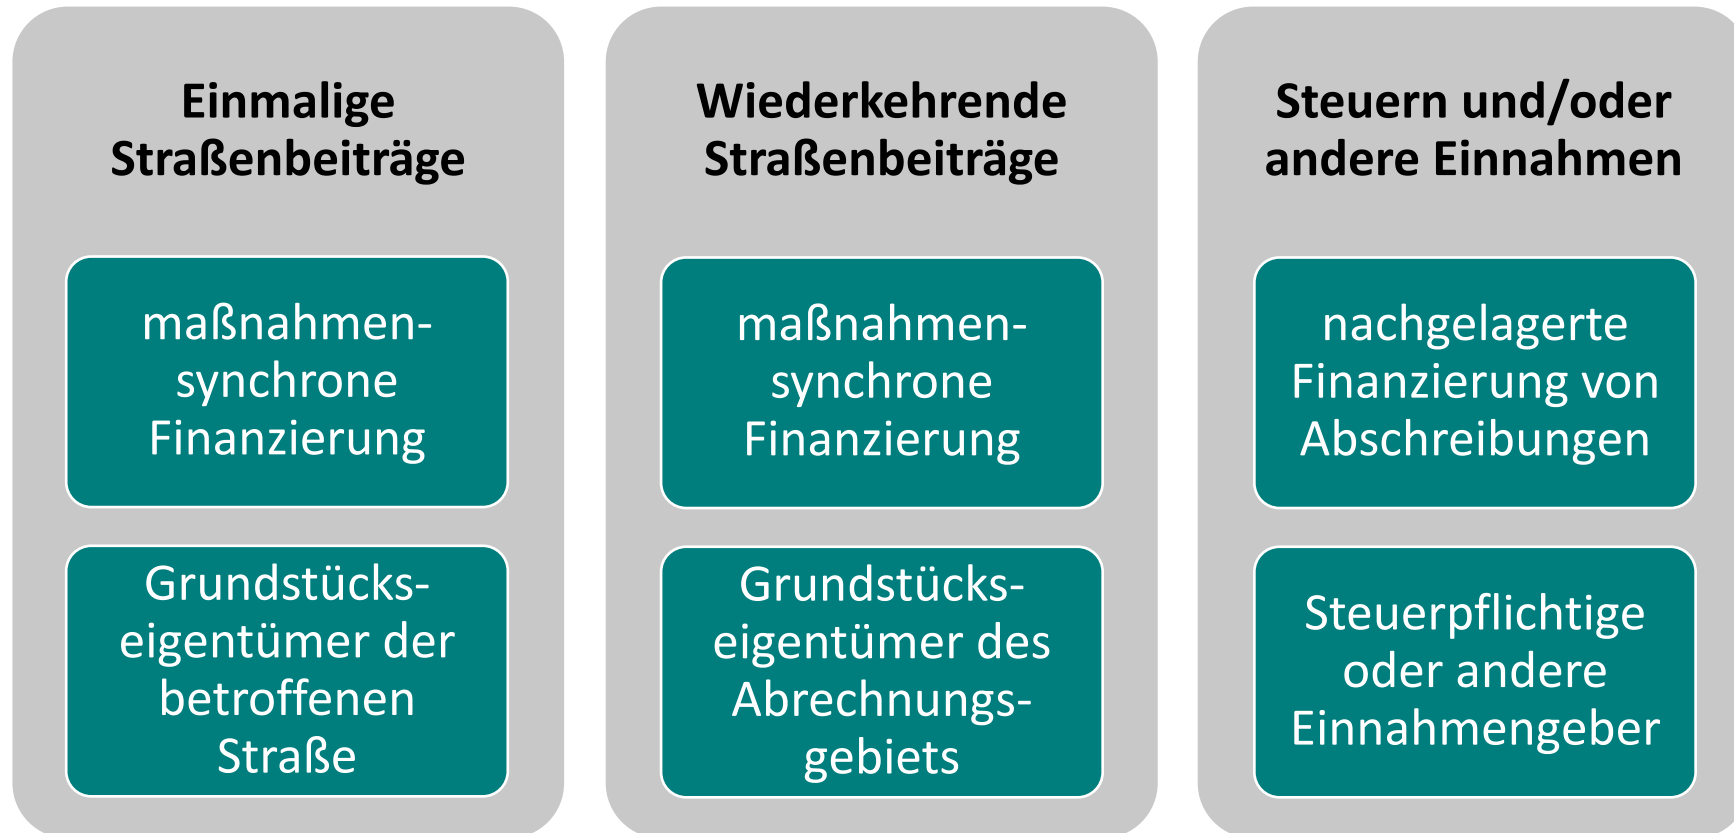 Einmalige
Straßenbeiträge
maßnahmen-
synchrone
Finanzierung
Grundstücks-
eigentümer der
betroffenen
Straße
Wiederkehrende
Straßenbeiträge
maßnahmen-
synchrone
Finanzierung
Grundstücks-
eigentümer des
Abrechnungs-
gebiets
Steuern und/oder
andere Einnahmen
nachgelagerte
Finanzierung von
Abschreibungen
Steuerpflichtige
oder andere
Einnahmengeber